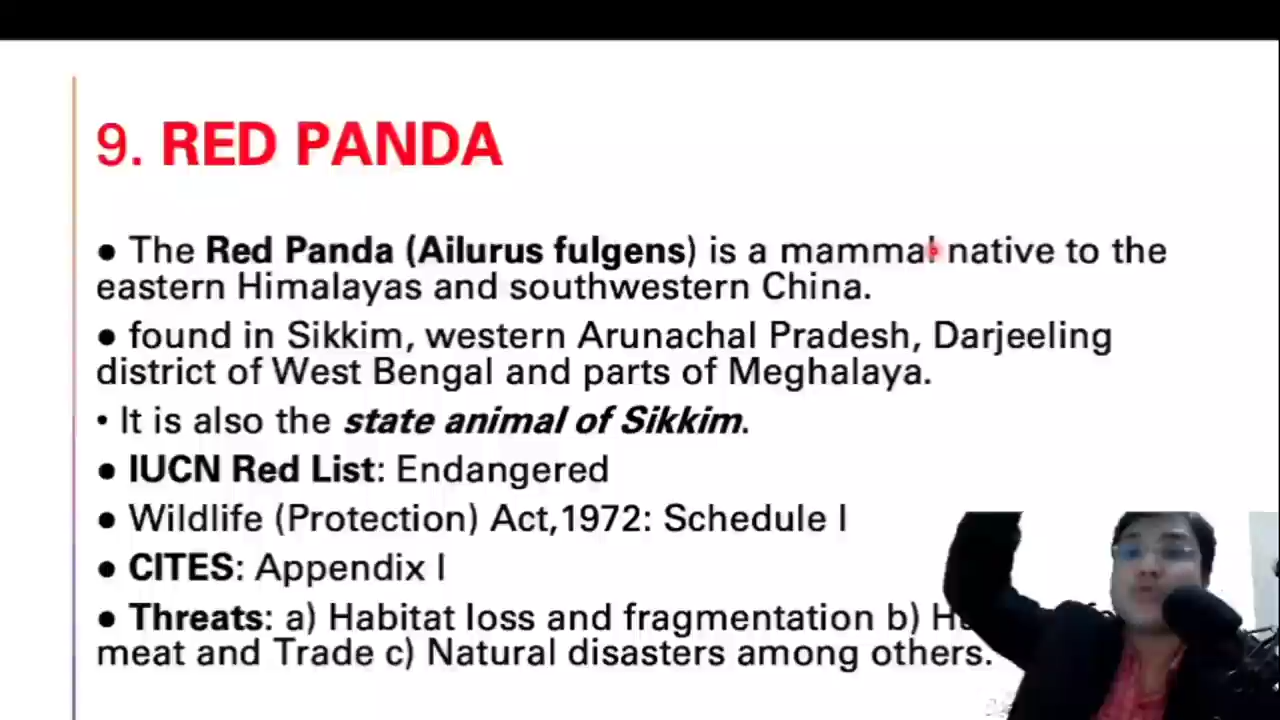 9. RED PANDA
● The Red Panda (Ailurus fulgens) is a mammal native to the
eastern Himalayas and southwestern China.
● found in Sikkim, western Arunachal Pradesh, Darjeeling
district of West Bengal and parts of Meghalaya.
• It is also the state animal of Sikkim.
● IUCN Red List: Endangered
● Wildlife (Protection) Act,1972: Schedule I
● CITES: Appendix I
● Threats: a) Habitat loss and fragmentation b)
meat and Trade c) Natural disasters among others.